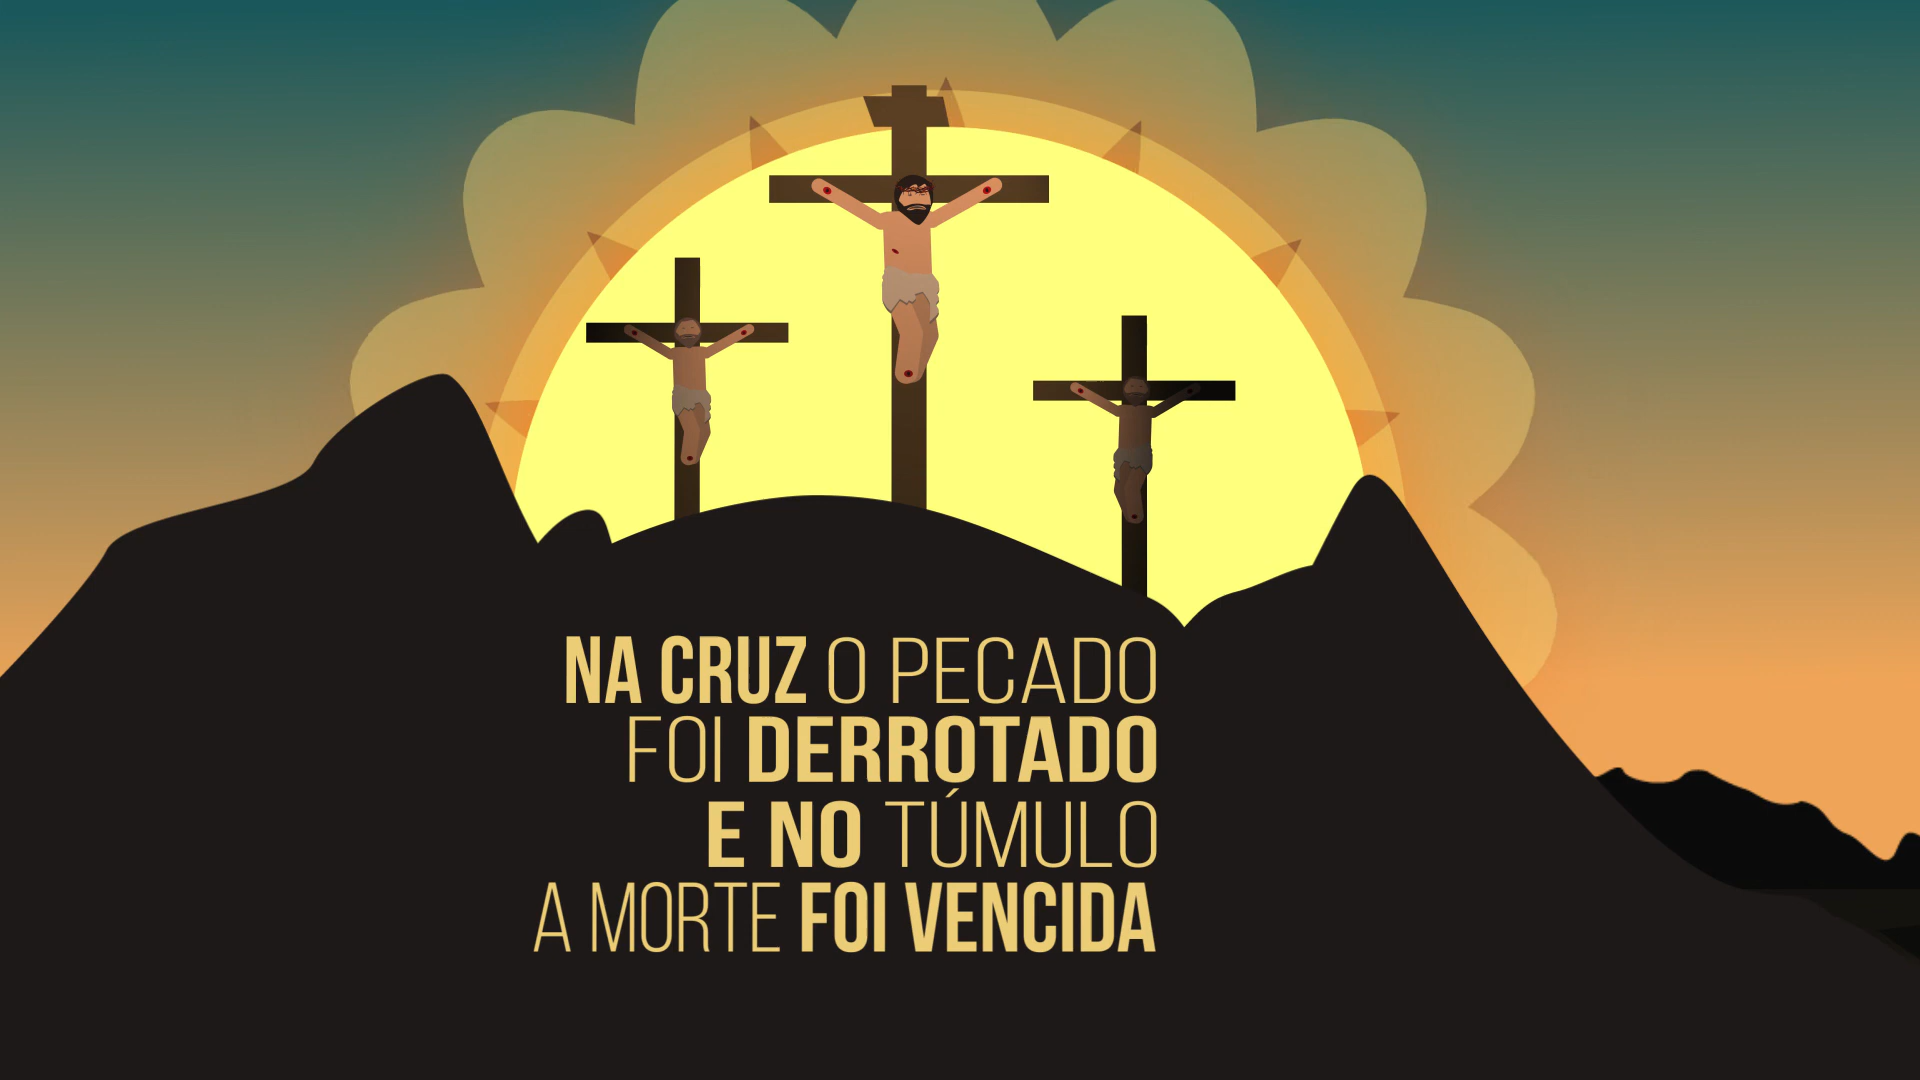 NA CRUZ O PECADO
FOI DERROTADO
E NO TÚMULO
A MORTE FOI VENCIDA